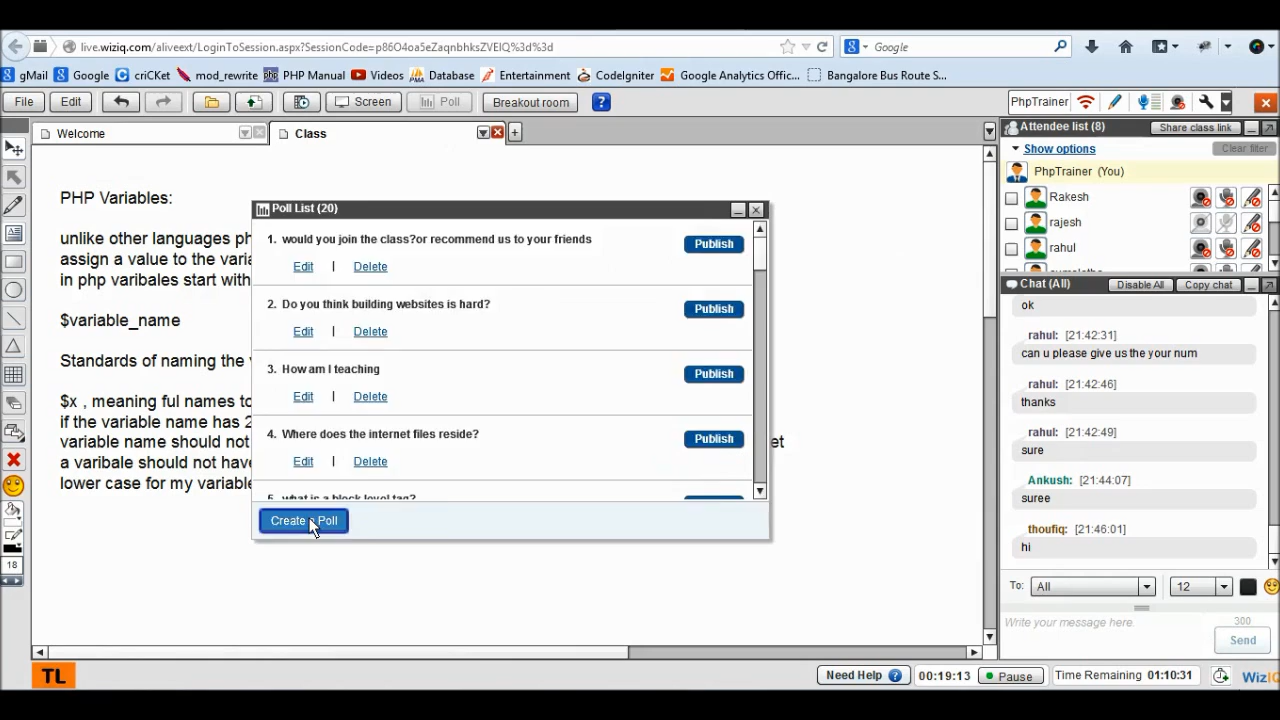 live.wiziq.com/aliveext/LoginToSession.aspx?SessionCode=p86O4oa5eZaqnbhksZVEIQ%3d%3d
Google
gMail Google criCKet mod_rewrite PHP Manual Videos Database Entertainment CodeIgniter Google Analytics Offic... Bangalore Bus Route S...
File Edit Screen Poll Breakout room ? PhpTrainer
Welcome Class
Attendee list (8) Share class link
Show options Clear filter
PhpTrainer (You)
Rakesh
rajesh
rahul
PHP Variables:
unlike other languages ph
assign a value to the varia
in php varibales start with
$variable_name
Standards of naming the v
$x , meaning ful names to
if the variable name has 2
variable name should not
et
a varibale should not have
lower case for my variable
Poll List (20)
1. would you join the class?or recommend us to your friends
Publish
Edit | Delete
2. Do you think building websites is hard?
Publish
Edit | Delete
3. How am I teaching
Publish
Edit | Delete
4. Where does the internet files reside?
Publish
Edit | Delete
5. what is a block level tag?
Create a Poll
Chat (All) Disable All Copy chat
ok
rahul: [21:42:31]
can u please give us the your num
rahul: [21:42:46]
thanks
rahul: [21:42:49]
sure
Ankush: [21:44:07]
suree
thoufiq: [21:46:01]
hi
To: All 12
Write your message here. 300
Send
18
TL
Need Help ? 00:19:13 Pause Time Remaining 01:10:31 WizI